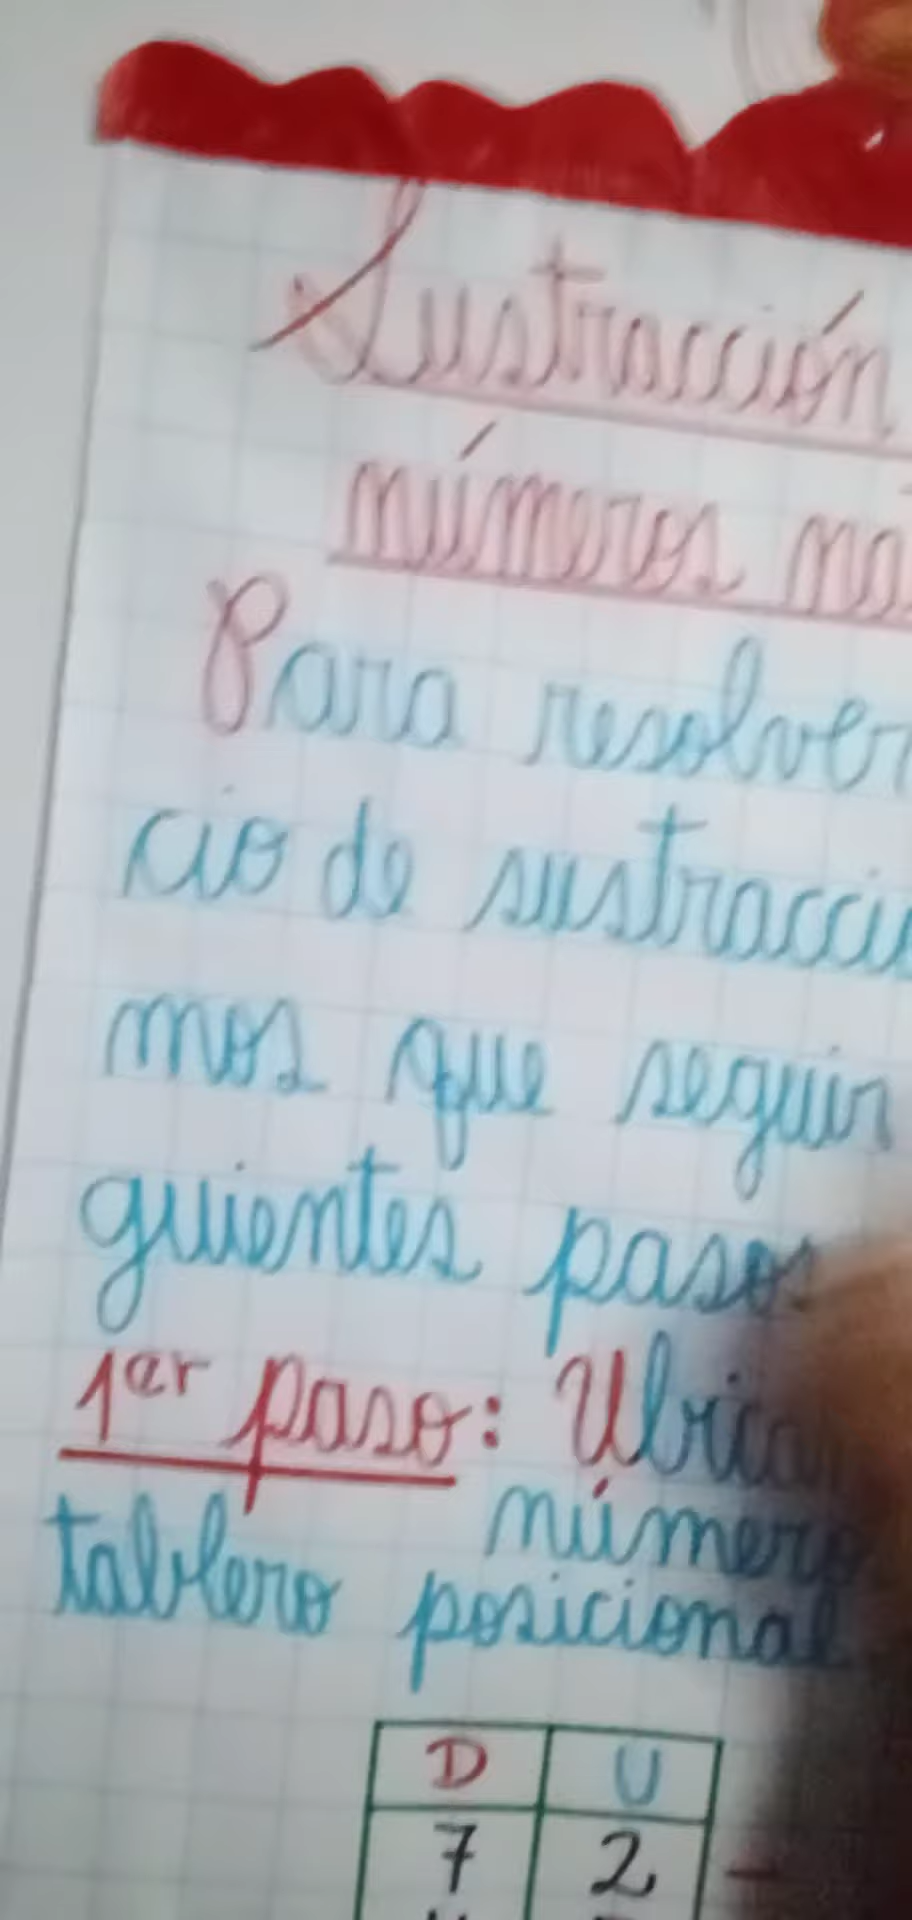 Sustracción
números na
Para resolver
cio de sustracció
mos que seguir
guientes pasos
1er paso: Ubica
número
tablero posicional
D U
7 2 -